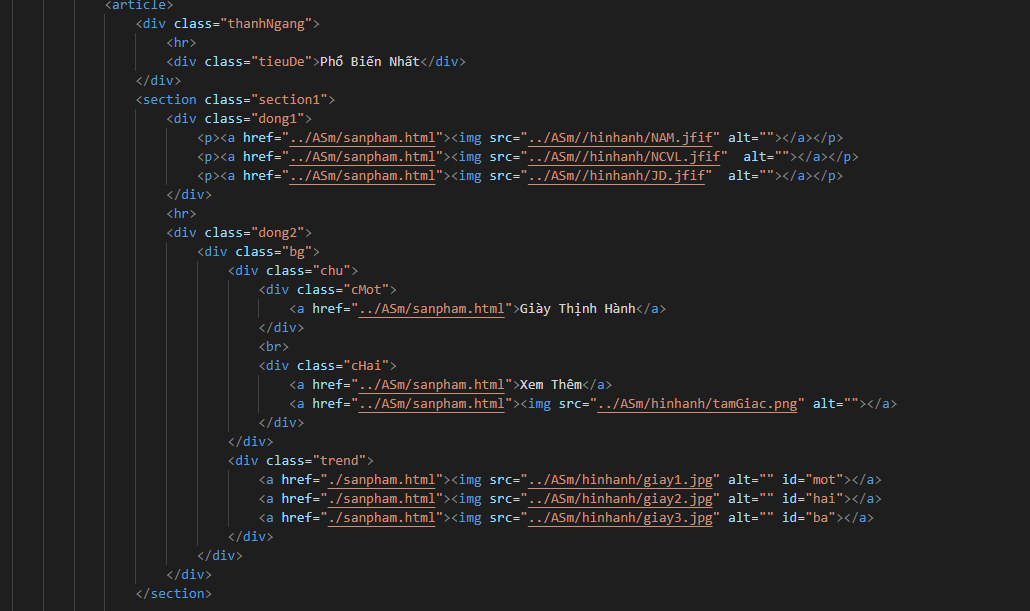 <article>
<div class="thanhNgang">
<hr>
<div class="tieuDe">Phổ Biến Nhất</div>
</div>
<section class="section1">
<div class="dong1">
<p><a href="../ASm/sanpham.html"><img src="../ASm//hinhanh/NAM.jfif" alt=""></a></p>
<p><a href="../ASm/sanpham.html"><img src="../ASm//hinhanh/NCVL.jfif"  alt=""></a></p>
<p><a href="../ASm/sanpham.html"><img src="../ASm//hinhanh/JD.jfif"  alt=""></a></p>
</div>
<hr>
<div class="dong2">
<div class="bg">
<div class="chu">
<div class="cMot">
<a href="../ASm/sanpham.html">Giày Thịnh Hành</a>
</div>
<br>
<div class="cHai">
<a href="../ASm/sanpham.html">Xem Thêm</a>
<a href="../ASm/sanpham.html"><img src="../ASm/hinhanh/tamGiac.png" alt=""></a>
</div>
</div>
<div class="trend">
<a href="./sanpham.html"><img src="../ASm/hinhanh/giay1.jpg" alt="" id="mot"></a>
<a href="./sanpham.html"><img src="../ASm/hinhanh/giay2.jpg" alt="" id="hai"></a>
<a href="./sanpham.html"><img src="../ASm/hinhanh/giay3.jpg" alt="" id="ba"></a>
</div>
</div>
</div>
</section>